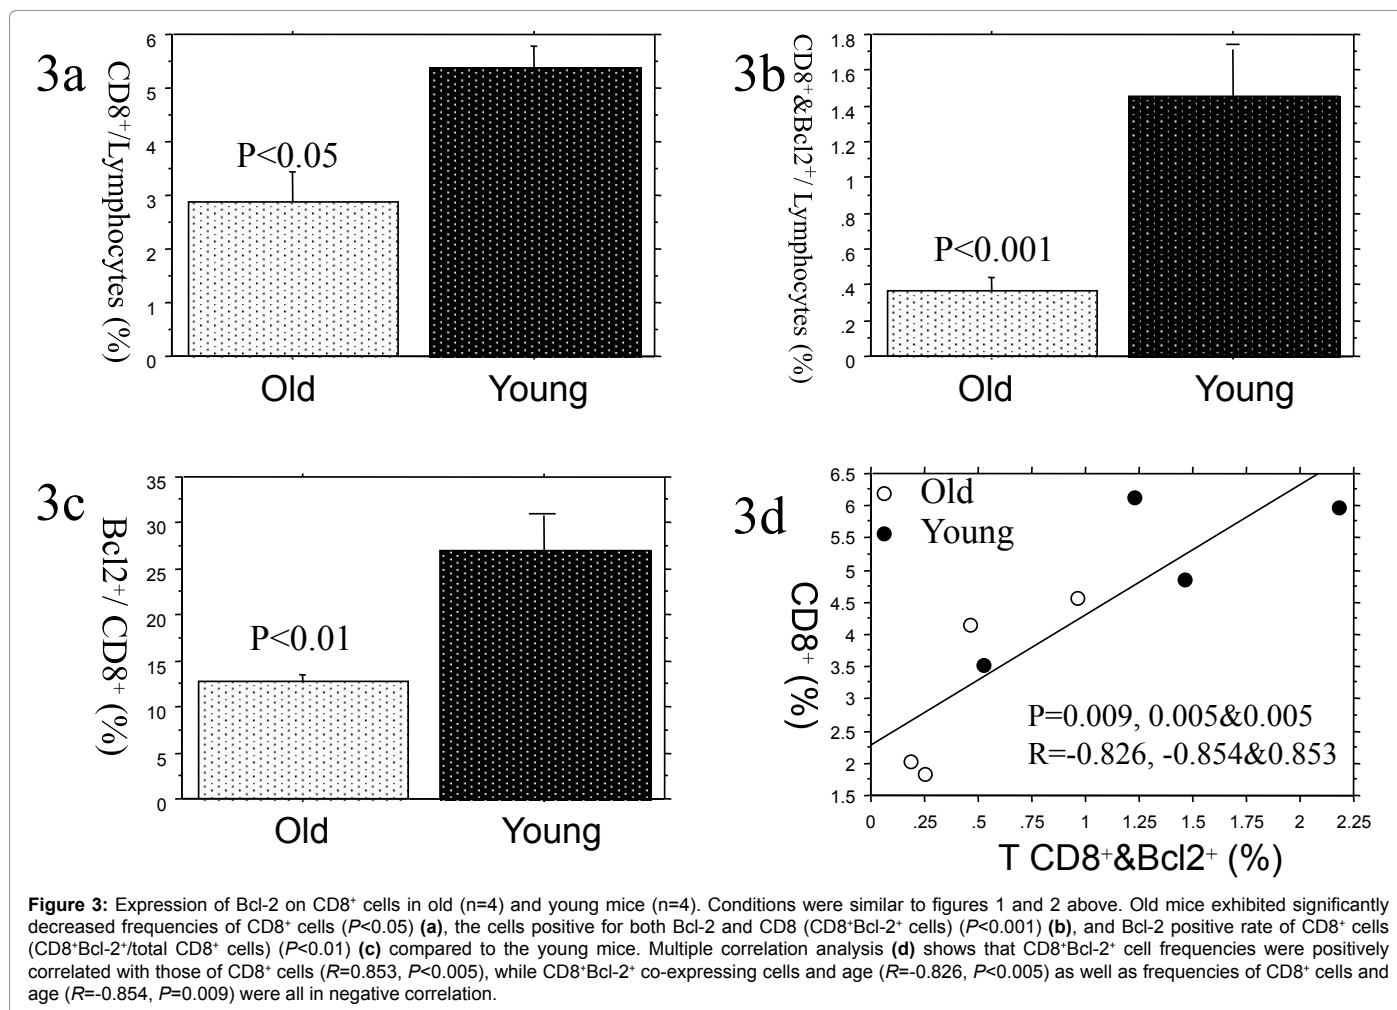 3a
CD8⁺/Lymphocytes (%)
6
5
4
3
2
1
0
P<0.05
Old
Young
3b
CD8⁺&Bcl2⁺/ Lymphocytes (%)
1.8
1.6
1.4
1.2
1
.8
.6
.4
.2
0
P<0.001
Old
Young
3c
Bcl2⁺/ CD8⁺ (%)
35
30
25
20
15
10
5
0
P<0.01
Old
Young
3d
CD8⁺ (%)
6.5
6
5.5
5
4.5
4
3.5
3
2.5
2
1.5
Old
Young
P=0.009, 0.005&0.005
R=-0.826, -0.854&0.853
0 .25 .5 .75 1 1.25 1.5 1.75 2 2.25
T CD8⁺&Bcl2⁺ (%)
Figure 3: Expression of Bcl-2 on CD8⁺ cells in old (n=4) and young mice (n=4). Conditions were similar to figures 1 and 2 above. Old mice exhibited significantly
decreased frequencies of CD8⁺ cells (P<0.05) (a), the cells positive for both Bcl-2 and CD8 (CD8⁺Bcl-2⁺ cells) (P<0.001) (b), and Bcl-2 positive rate of CD8⁺ cells
(CD8⁺Bcl-2⁺/total CD8⁺ cells) (P<0.01) (c) compared to the young mice. Multiple correlation analysis (d) shows that CD8⁺Bcl-2⁺ cell frequencies were positively
correlated with those of CD8⁺ cells (R=0.853, P<0.005), while CD8⁺Bcl-2⁺ co-expressing cells and age (R=-0.826, P<0.005) as well as frequencies of CD8⁺ cells and
age (R=-0.854, P=0.009) were all in negative correlation.